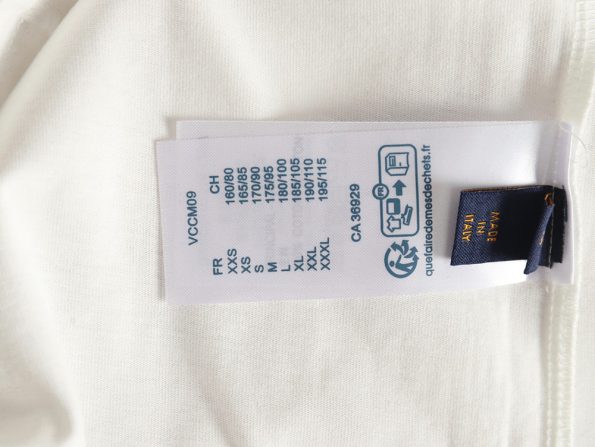 VCCM09
FR CH
XXS 160/80
XS 165/85
S 170/90
M 175/95
L 180/100
XL 185/105
XXL 190/110
XXXL 195/115
CA 36929
FR
quefairedemesdechets.fr
MADE
IN
ITALY